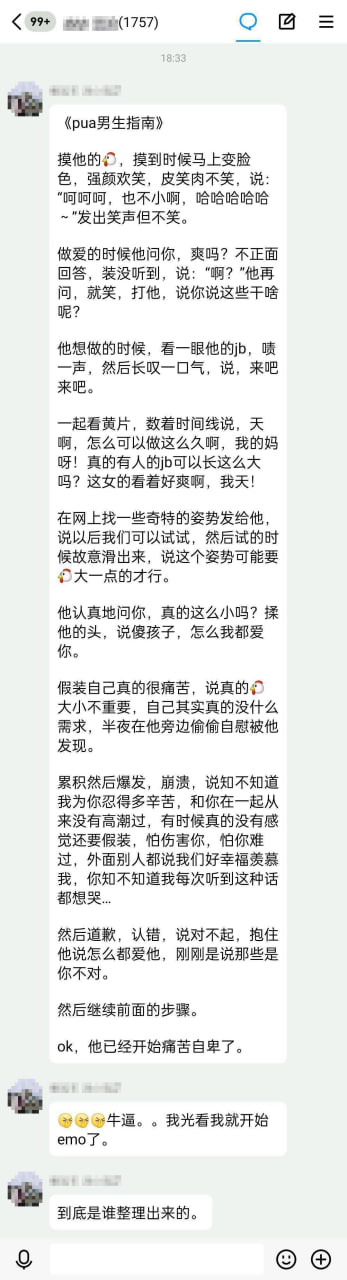 99+
(1757)
18:33
《pua男生指南》
摸他的🐔，摸到时候马上变脸
色，强颜欢笑，皮笑肉不笑，说：
“呵呵呵，也不小啊，哈哈哈哈哈
～”发出笑声但不笑。
做爱的时候他问你，爽吗？不正面
回答，装没听到，说：“啊？”他再
问，就笑，打他，说你说这些干啥
呢？
他想做的时候，看一眼他的jb，啧
一声，然后长叹一口气，说，来吧
来吧。
一起看黄片，数着时间线说，天
啊，怎么可以做这么久啊，我的妈
呀！真的有人的jb可以长这么大
吗？这女的看着好爽啊，我天！
在网上找一些奇特的姿势发给他，
说以后我们可以试试，然后试的时
候故意滑出来，说这个姿势可能要
🐔大一点的才行。
他认真地问你，真的这么小吗？揉
他的头，说傻孩子，怎么我都爱
你。
假装自己真的很痛苦，说真的🐔
大小不重要，自己其实真的没什么
需求，半夜在他旁边偷偷自慰被他
发现。
累积然后爆发，崩溃，说知不知道
我为你忍得多辛苦，和你在一起从
来没有高潮过，有时候真的没有感
觉还要假装，怕伤害你，怕你难
过，外面别人都说我们好幸福羡慕
我，你知不知道我每次听到这种话
都想哭…
然后道歉，认错，说对不起，抱住
他说怎么都爱他，刚刚是说那些是
你不对。
然后继续前面的步骤。
ok，他已经开始痛苦自卑了。
牛逼。。我光看我就开始
emo了。
到底是谁整理出来的。